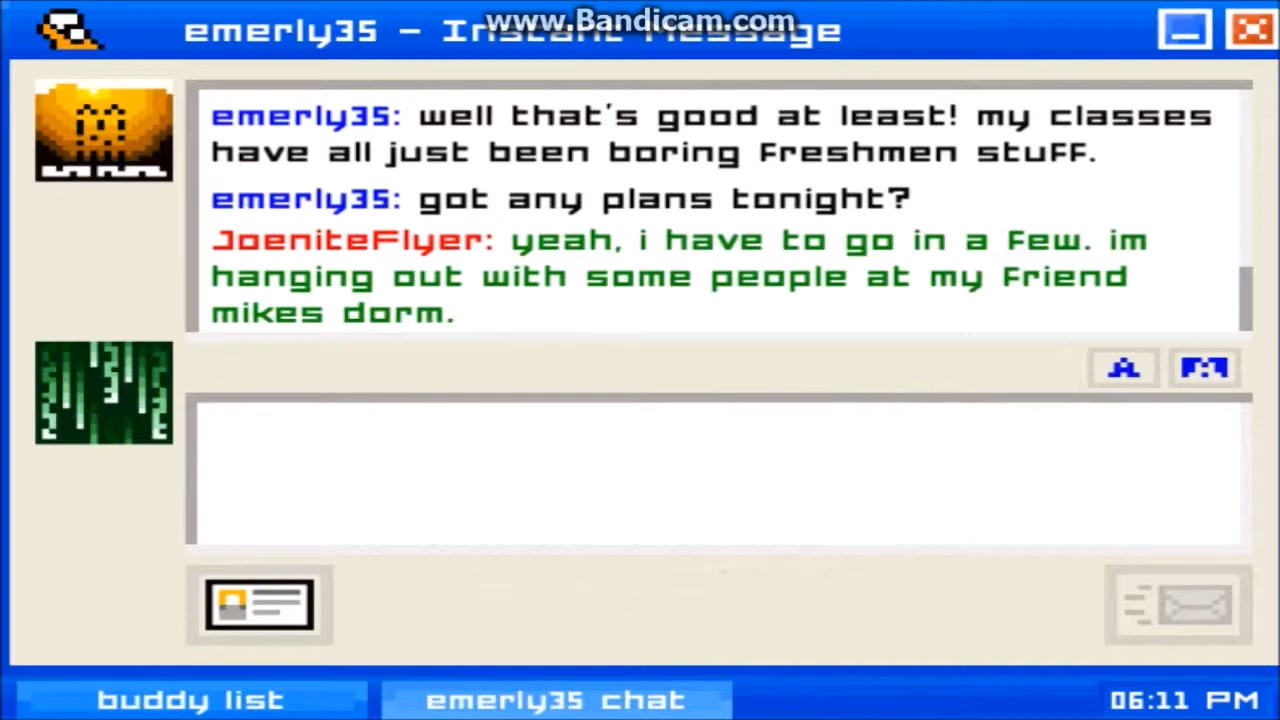 www.Bandicam.com
emerly35 - Instant Message
emerly35: well that's good at least! my classes
have all just been boring freshmen stuff.
emerly35: got any plans tonight?
JoeniteFlyer: yeah, i have to go in a few. im
hanging out with some people at my friend
mikes dorm.
A
buddy list
emerly35 chat
06:11 PM